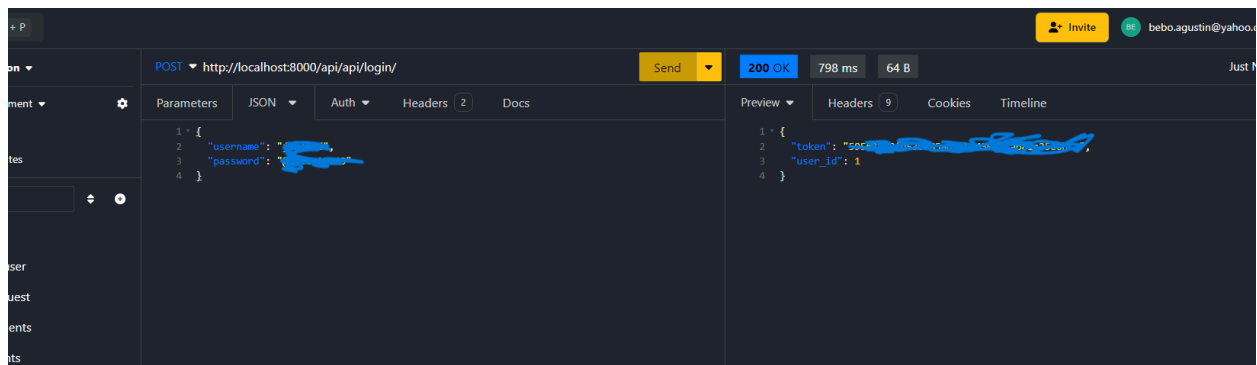 + P
Invite
BE
bebo.agustin@yahoo.c
on
POST http://localhost:8000/api/api/login/
Send
200 OK
798 ms
64 B
Just N
ment
Parameters
JSON
Auth
Headers 2
Docs
Preview
Headers 9
Cookies
Timeline
1 {
2 "username": "
3 "password": "
4 }
1 {
2 "token": "
3 "user_id": 1
4 }
tes
user
uest
ents
nts